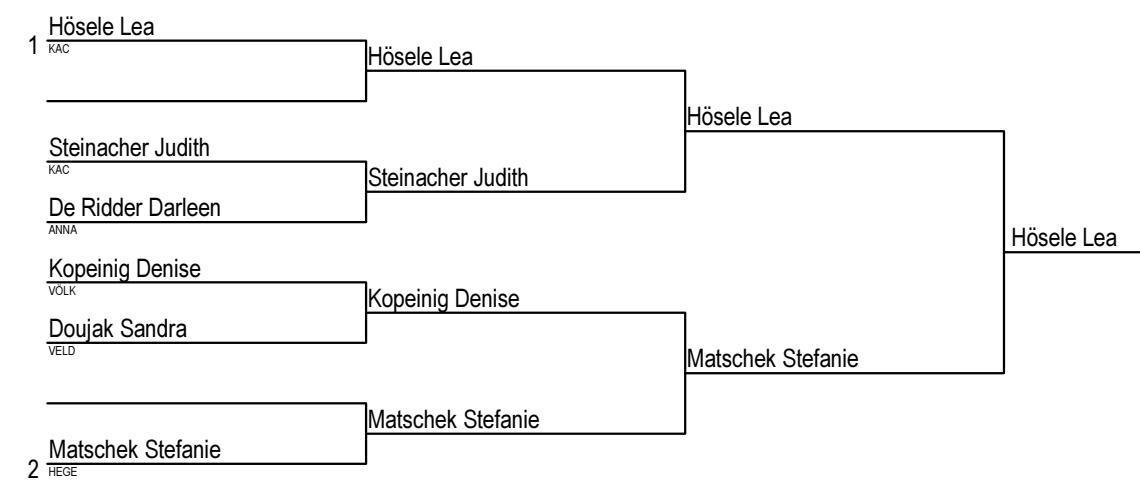 Hösele Lea
1 KAC
Hösele Lea
Hösele Lea
Steinacher Judith
KAC
Steinacher Judith
De Ridder Darleen
ANNA
Hösele Lea
Kopeinig Denise
VÖLK
Kopeinig Denise
Doujak Sandra
VELD
Matschek Stefanie
Matschek Stefanie
Matschek Stefanie
2 HEGE